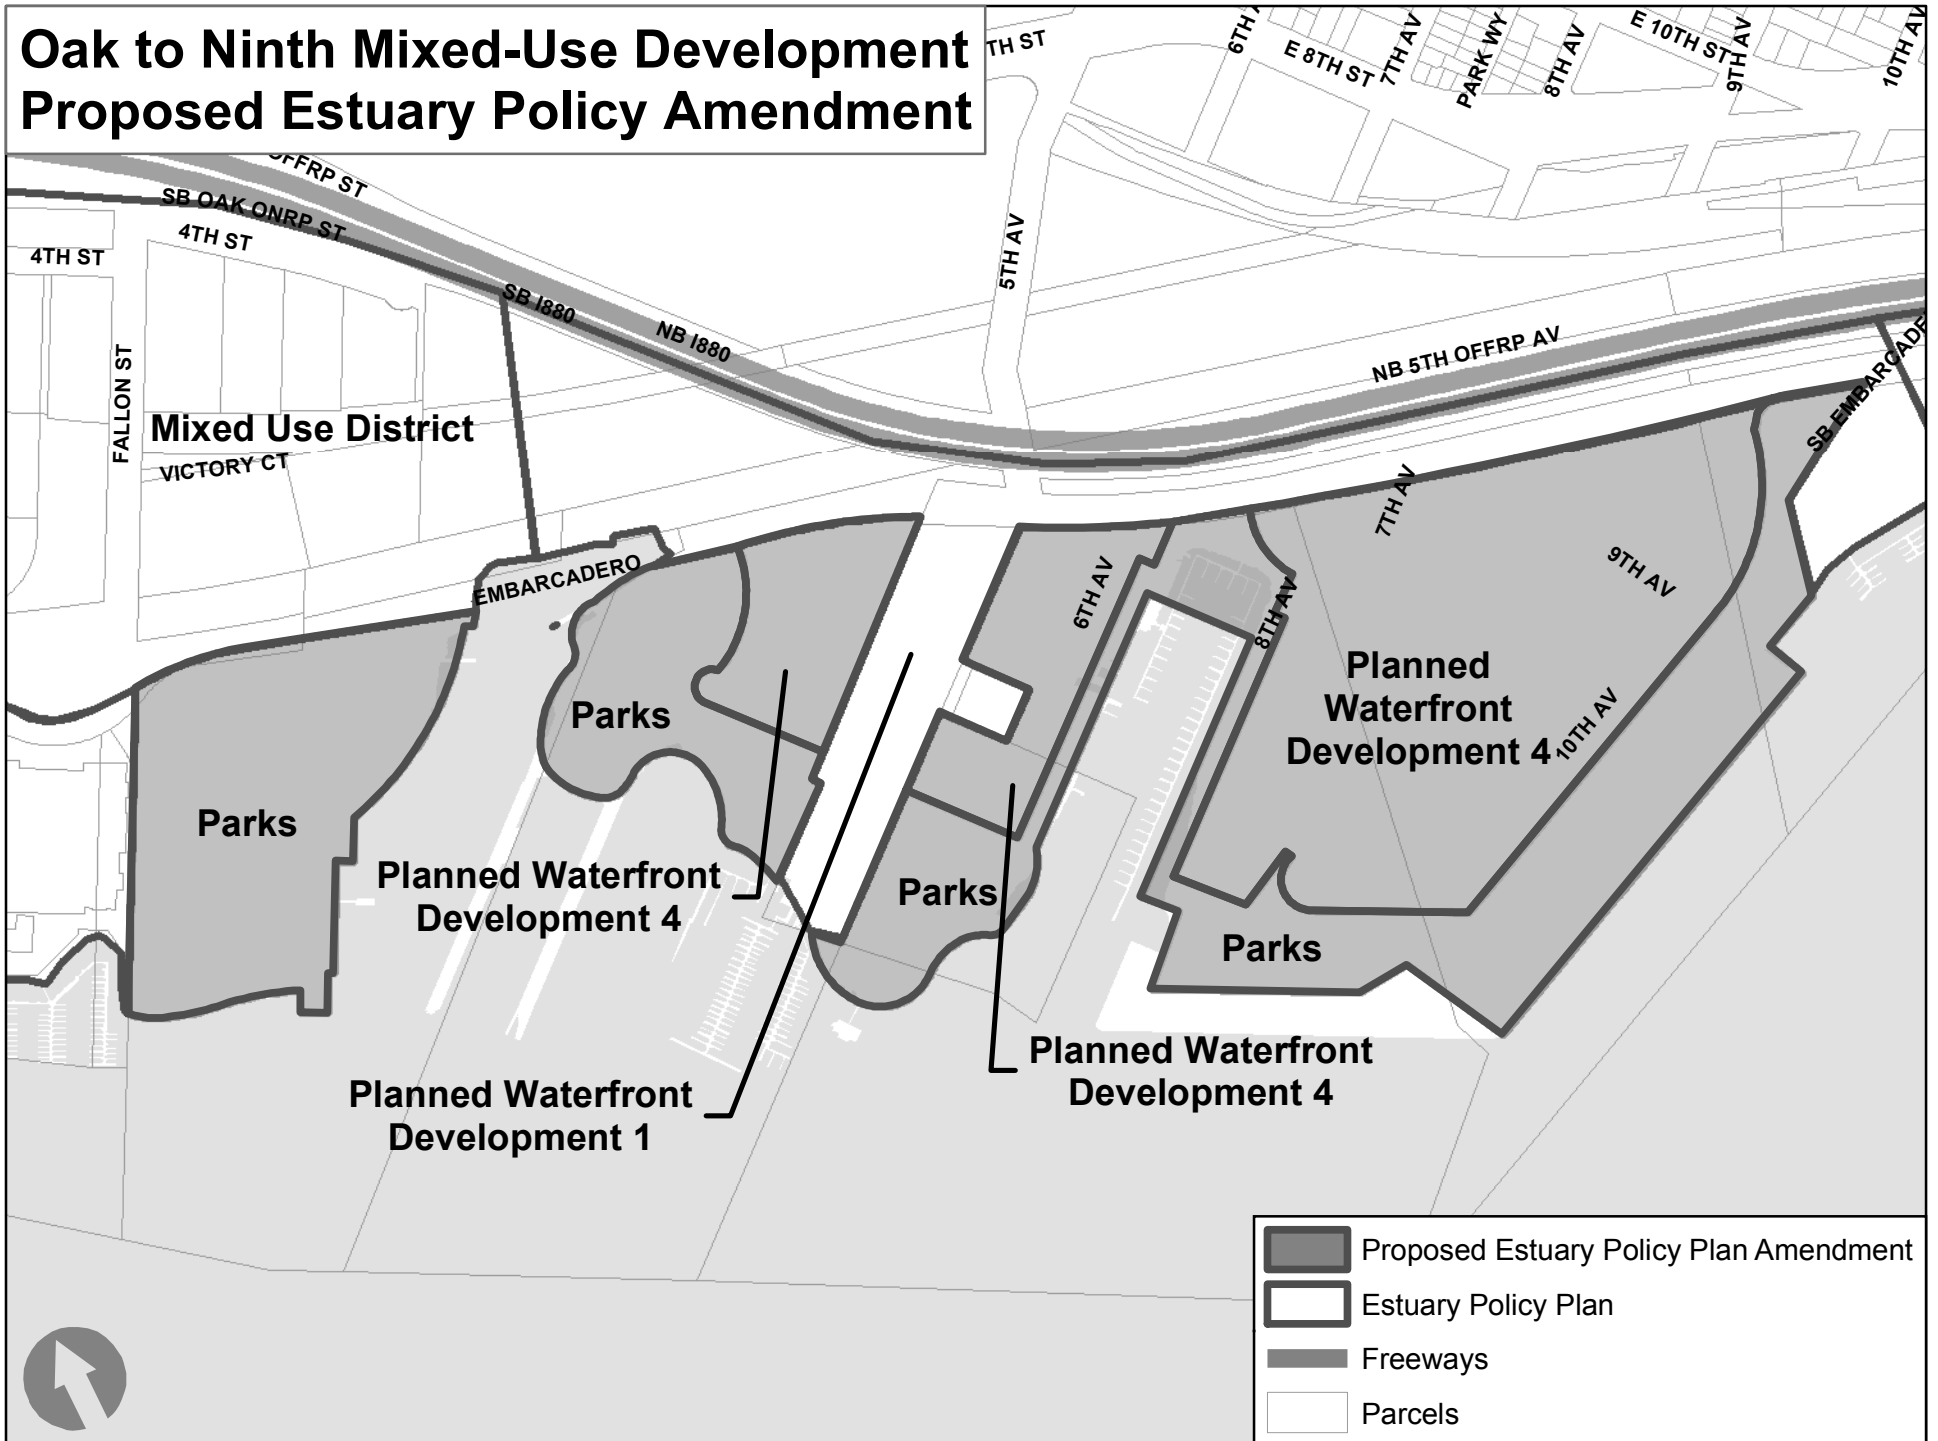 Oak to Ninth Mixed-Use Development
Proposed Estuary Policy Amendment
TH ST
6TH A
E 8TH ST
7TH AV
PARK WY
8TH AV
E 10TH ST
9TH AV
10TH AV
OFFRP ST
SB OAK ONRP ST
4TH ST
4TH ST
5TH AV
SB I880
NB I880
NB 5TH OFFRP AV
SB EMBARCADE
FALLON ST
Mixed Use District
VICTORY CT
EMBARCADERO
6TH AV
7TH AV
8TH AV
9TH AV
10TH AV
Planned
Waterfront
Development 4
Parks
Parks
Parks
Parks
Planned Waterfront
Development 4
Planned Waterfront
Development 4
Planned Waterfront
Development 1
Proposed Estuary Policy Plan Amendment
Estuary Policy Plan
Freeways
Parcels